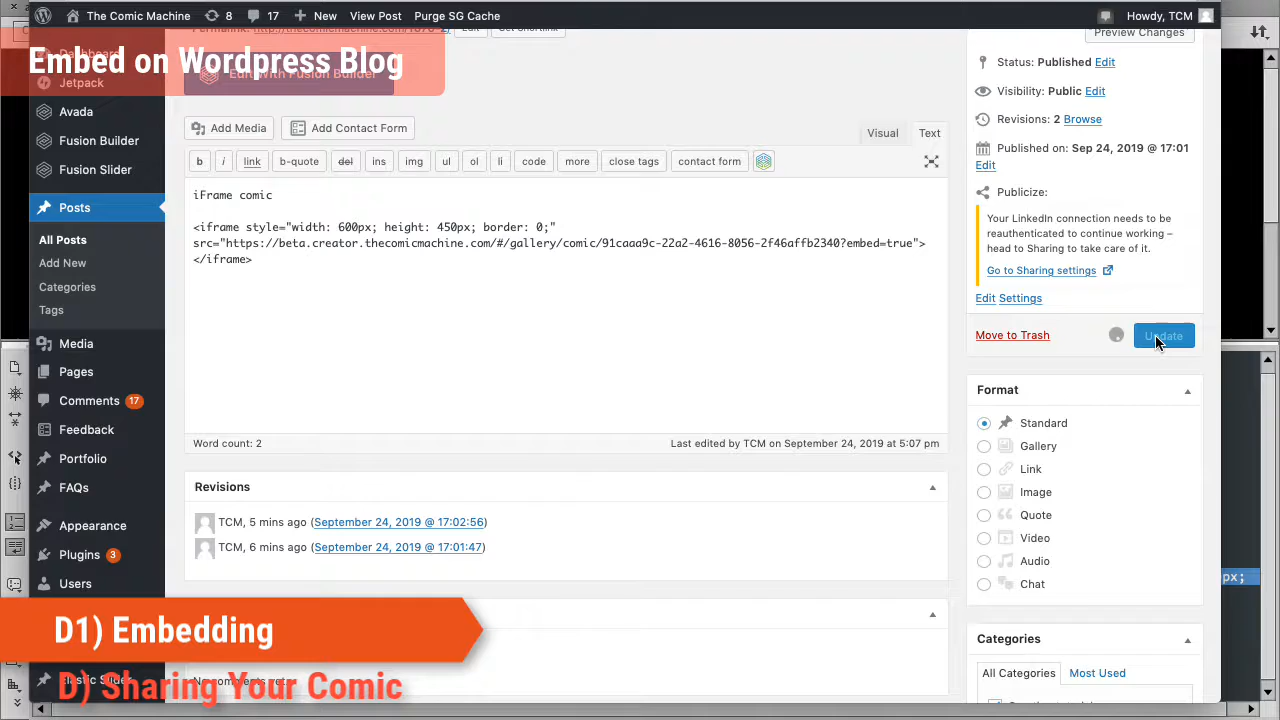 The Comic Machine 8 17 New View Post Purge SG Cache Howdy, TCM
Embed on Wordpress Blog
Jetpack
Avada
Fusion Builder
Fusion Slider
Posts
All Posts
Add New
Categories
Tags
Media
Pages
Comments 17
Feedback
Portfolio
FAQs
Appearance
Plugins 3
Users
Edit With Fusion Builder
Add Media Add Contact Form
Visual Text
b i link b-quote del ins img ul ol li code more close tags contact form
iFrame comic
<iframe style="width: 600px; height: 450px; border: 0;"
src="https://beta.creator.thecomicmachine.com/#/gallery/comic/91caaa9c-22a2-4616-8056-2f46affb2340?embed=true">
</iframe>
Word count: 2 Last edited by TCM on September 24, 2019 at 5:07 pm
Revisions
TCM, 5 mins ago (September 24, 2019 @ 17:02:56)
TCM, 6 mins ago (September 24, 2019 @ 17:01:47)
Preview Changes
Status: Published Edit
Visibility: Public Edit
Revisions: 2 Browse
Published on: Sep 24, 2019 @ 17:01
Edit
Publicize:
Your LinkedIn connection needs to be
reauthenticated to continue working –
head to Sharing to take care of it.
Go to Sharing settings
Edit Settings
Move to Trash Update
Format
Standard
Gallery
Link
Image
Quote
Video
Audio
Chat
Categories
All Categories Most Used
px;
D1) Embedding
D) Sharing Your Comic